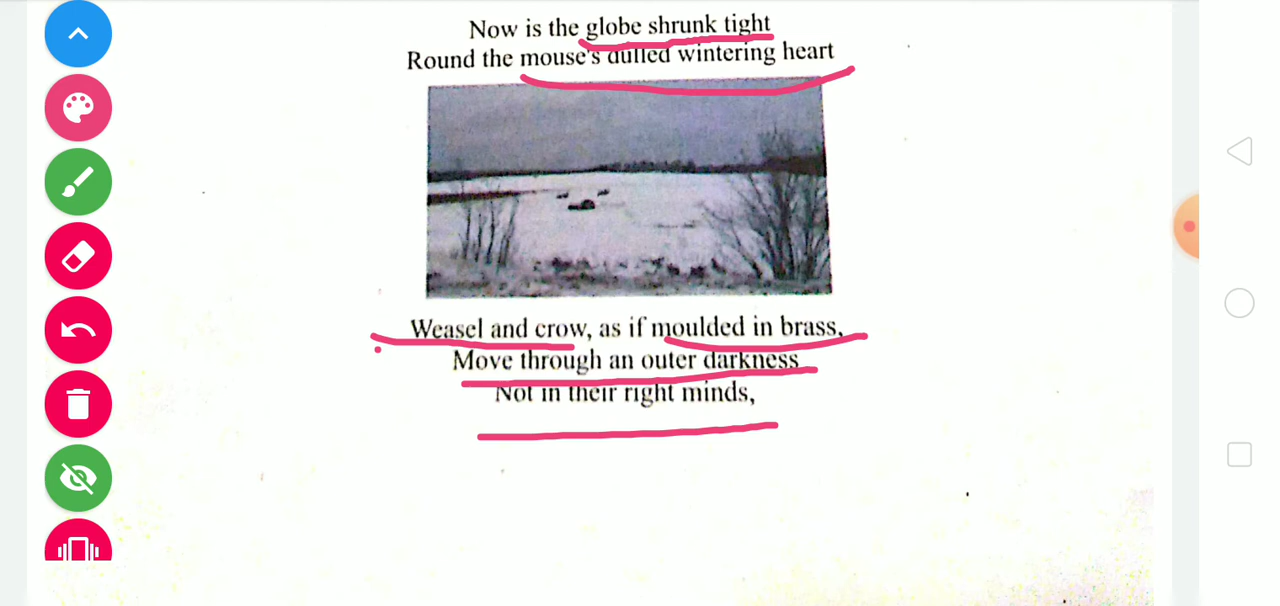 Now is the globe shrunk tight
Round the mouse's dulled wintering heart
Weasel and crow, as if moulded in brass,
Move through an outer darkness
Not in their right minds,